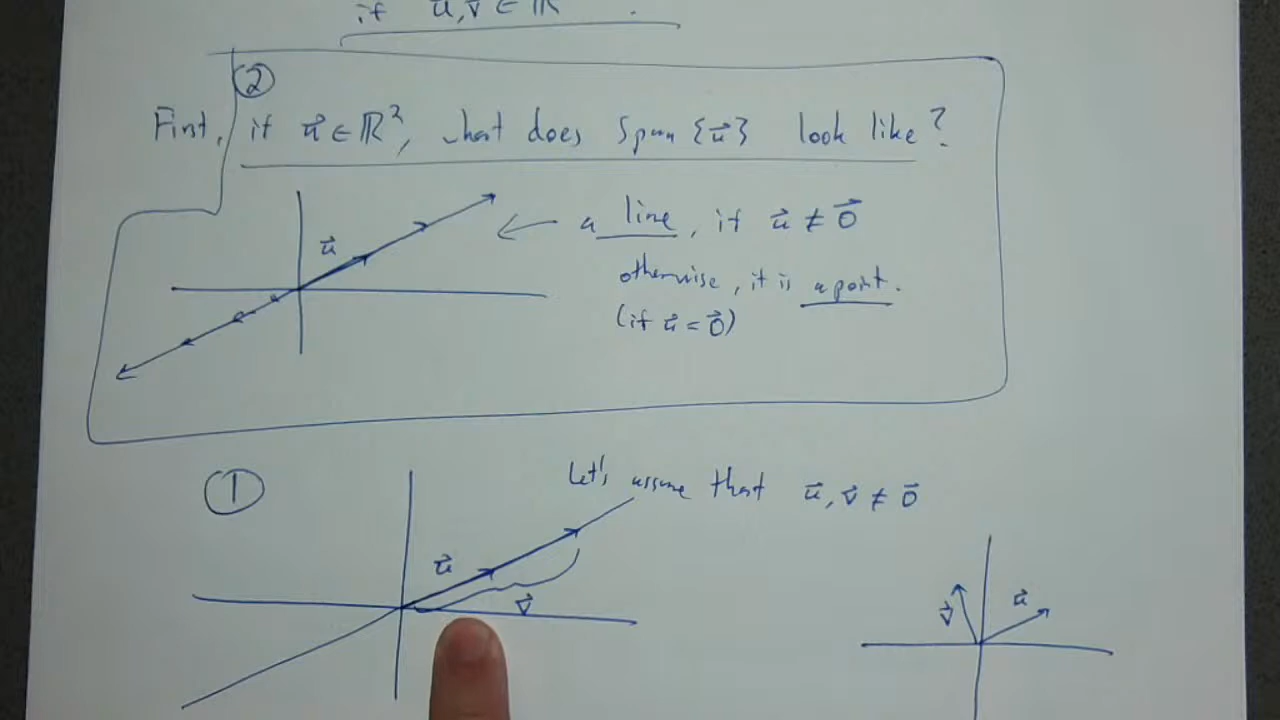 if u⃗, v⃗ ∈ ℝ
②
First, if u⃗ ∈ ℝ², what does Span {u⃗} look like?
u⃗
a line, if u⃗ ≠ 0⃗
otherwise, it is a point.
(if u⃗ = 0⃗)
①
Let's assume that u⃗, v⃗ ≠ 0⃗
u⃗
v⃗
v⃗
u⃗